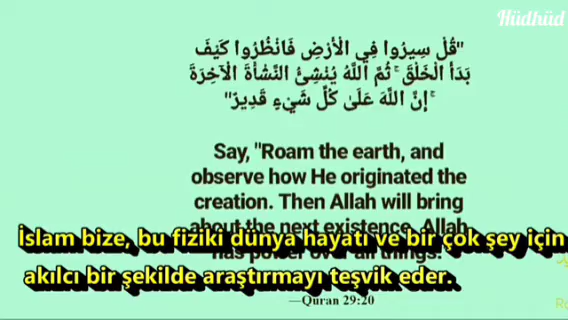 Hüdhüd
"قُلْ سِيرُوا فِي الْأَرْضِ فَانْظُرُوا كَيْفَ
بَدَأَ الْخَلْقَ ۚ ثُمَّ اللَّهُ يُنْشِئُ النَّشْأَةَ الْآخِرَةَ
ۚ إِنَّ اللَّهَ عَلَىٰ كُلِّ شَيْءٍ قَدِيرٌ"
Say, "Roam the earth, and
observe how He originated the
creation. Then Allah will bring
about the next existence. Allah
has power over all things."
İslam bize, bu fiziki dünya hayatı ve bir çok şey için
akılcı bir şekilde araştırmayı teşvik eder.
—Quran 29:20